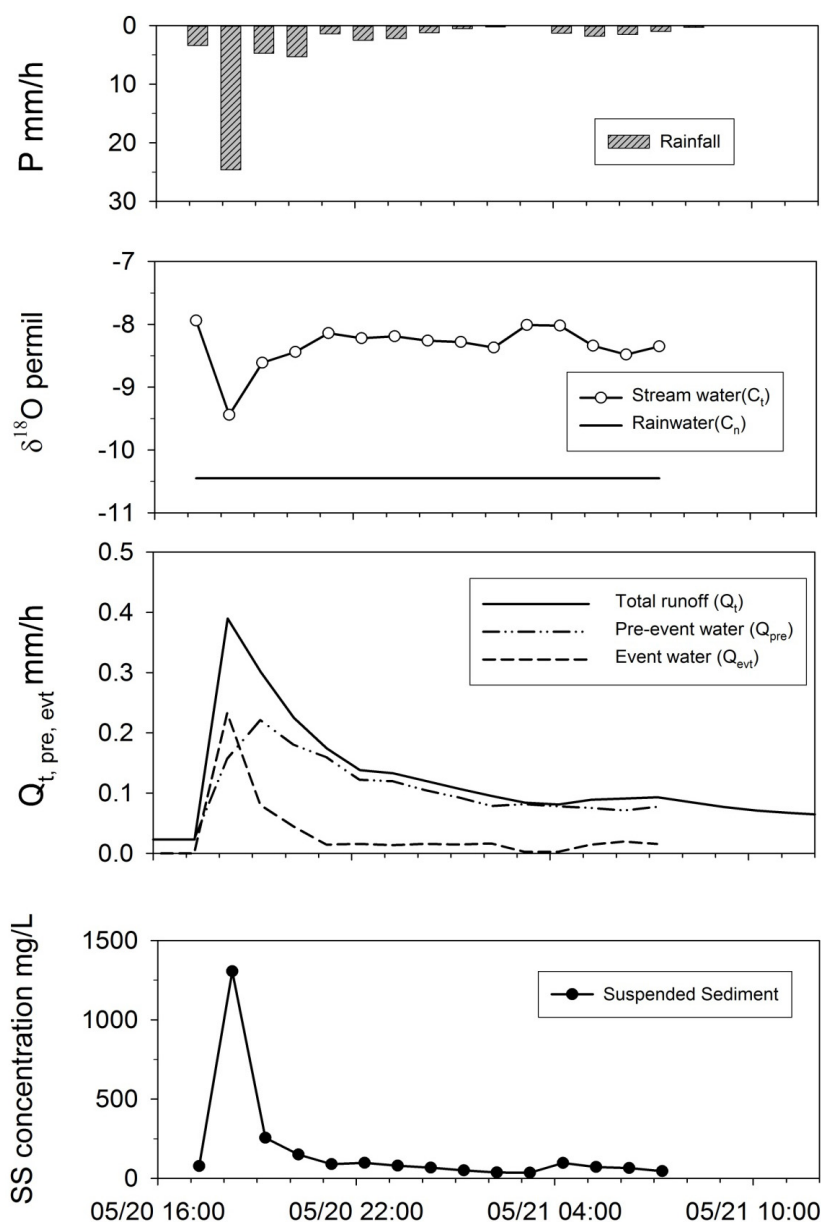 P mm/h
0
10
20
30
Rainfall
δ¹⁸O permil
-7
-8
-9
-10
-11
Stream water(Cₜ)
Rainwater(Cₙ)
Qt, pre, evt mm/h
0.5
0.4
0.3
0.2
0.1
0.0
Total runoff (Qt)
Pre-event water (Qpre)
Event water (Qevt)
SS concentration mg/L
1500
1000
500
0
Suspended Sediment
05/20 16:00 05/20 22:00 05/21 04:00 05/21 10:00